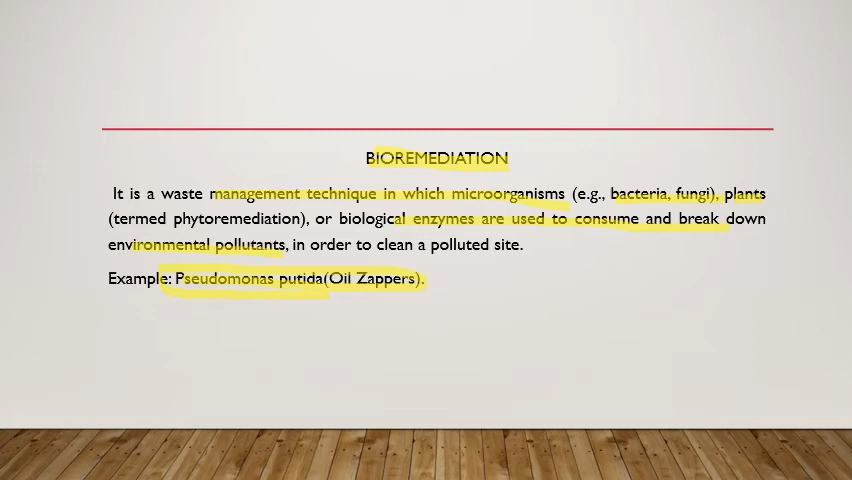 BIOREMEDIATION
It is a waste management technique in which microorganisms (e.g., bacteria, fungi), plants
(termed phytoremediation), or biological enzymes are used to consume and break down
environmental pollutants, in order to clean a polluted site.
Example: Pseudomonas putida(Oil Zappers).